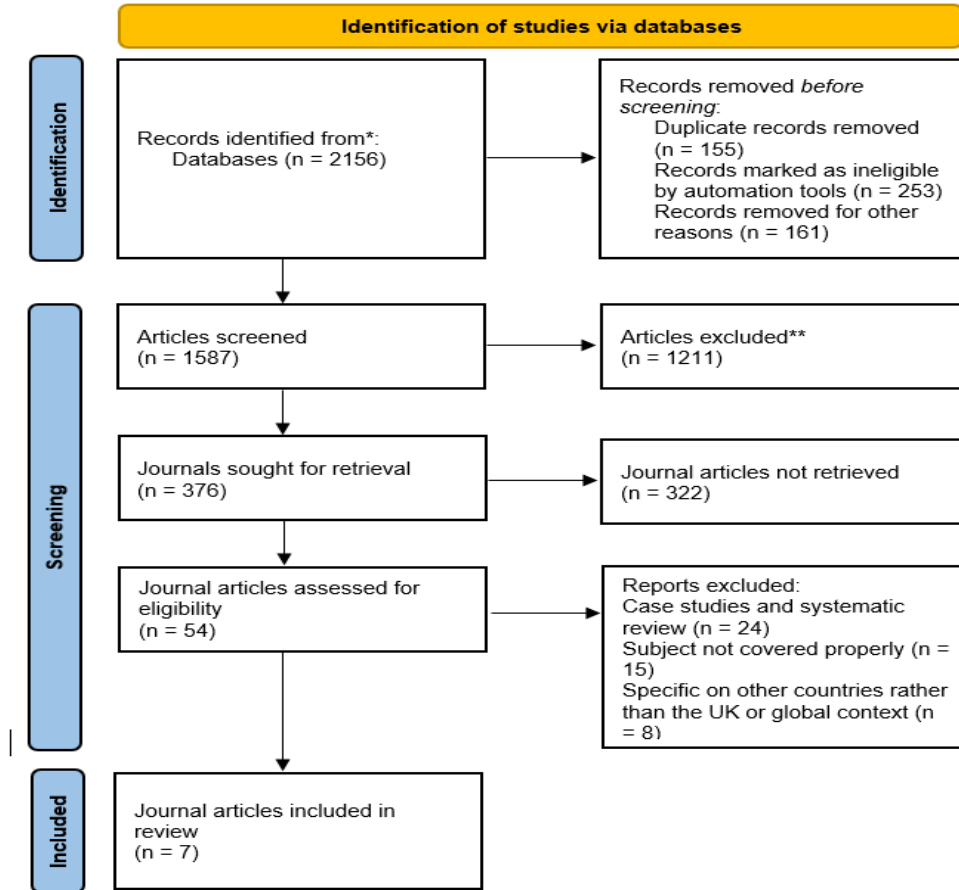 Identification of studies via databases
Identification
Records identified from*:
Databases (n = 2156)
Records removed before
screening:
Duplicate records removed
(n = 155)
Records marked as ineligible
by automation tools (n = 253)
Records removed for other
reasons (n = 161)
Screening
Articles screened
(n = 1587)
Articles excluded**
(n = 1211)
Journals sought for retrieval
(n = 376)
Journal articles not retrieved
(n = 322)
Journal articles assessed for
eligibility
(n = 54)
Reports excluded:
Case studies and systematic
review (n = 24)
Subject not covered properly (n =
15)
Specific on other countries rather
than the UK or global context (n
= 8)
Included
Journal articles included in
review
(n = 7)